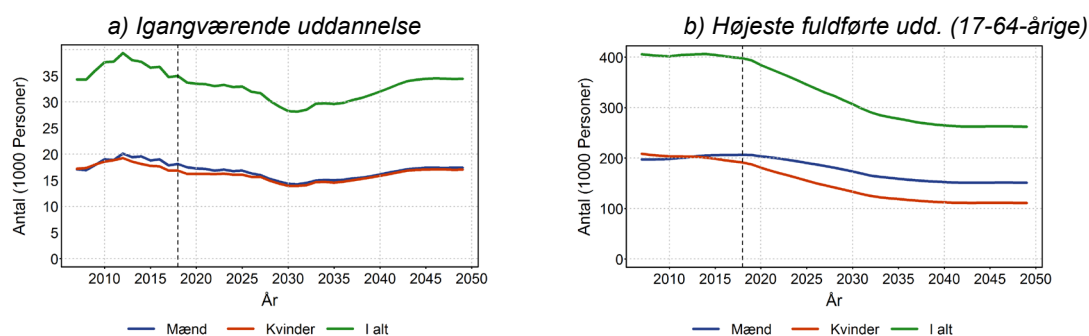 a) Igangværende uddannelse
Antal (1000 Personer)
35
30
25
20
15
10
5
0
2010 2015 2020 2025 2030 2035 2040 2045 2050
År
Mænd Kvinder I alt
b) Højeste fuldførte udd. (17-64-årige)
Antal (1000 Personer)
400
300
200
100
0
2010 2015 2020 2025 2030 2035 2040 2045 2050
År
Mænd Kvinder I alt